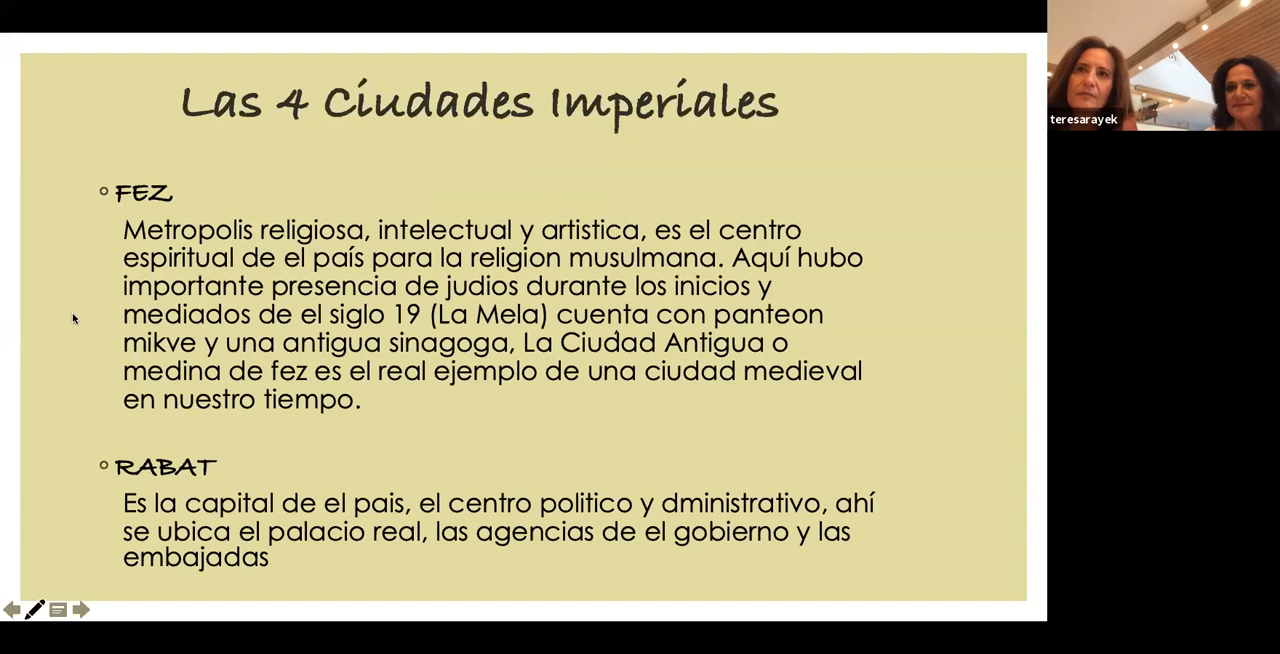 Las 4 Ciudades Imperiales
FEZ
Metropolis religiosa, intelectual y artistica, es el centro
espiritual de el país para la religion musulmana. Aquí hubo
importante presencia de judios durante los inicios y
mediados de el siglo 19 (La Mela) cuenta con panteon
mikve y una antigua sinagoga, La Ciudad Antigua o
medina de fez es el real ejemplo de una ciudad medieval
en nuestro tiempo.
RABAT
Es la capital de el pais, el centro politico y dministrativo, ahí
se ubica el palacio real, las agencias de el gobierno y las
embajadas
teresarayek